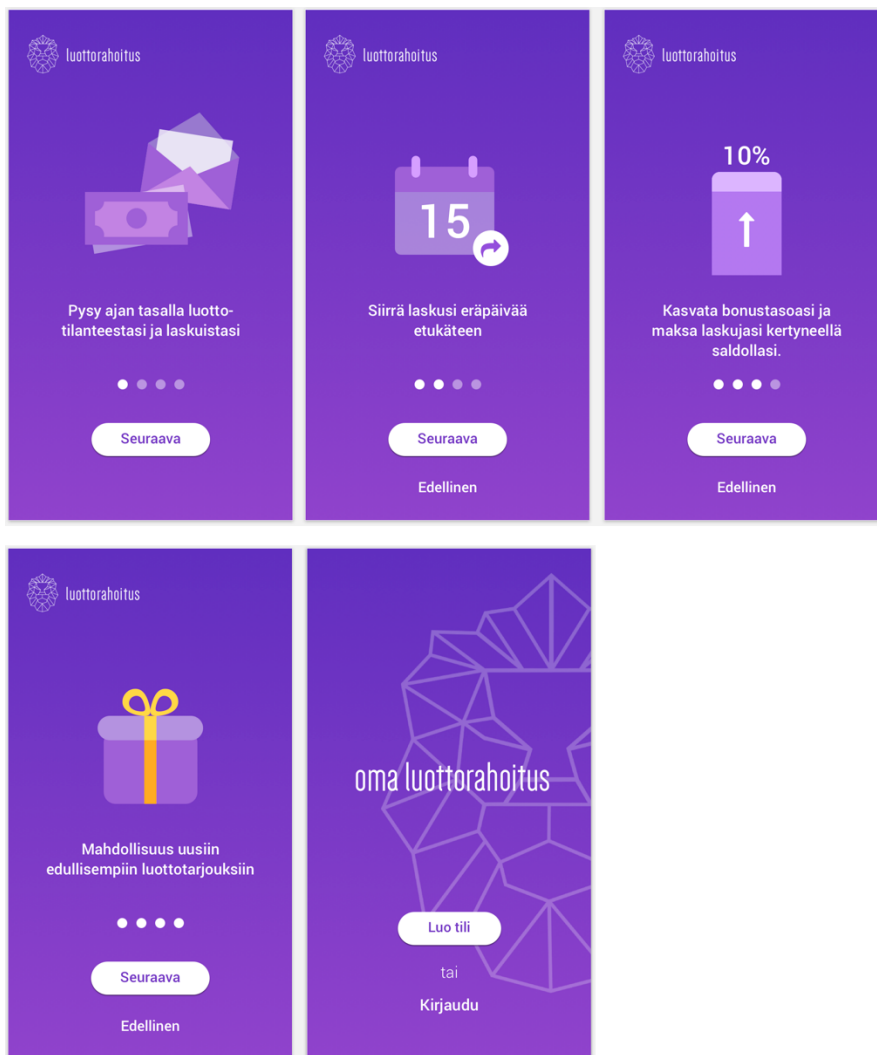 luottorahoitus
Pysy ajan tasalla luotto-
tilanteestasi ja laskuistasi
Seuraava
luottorahoitus
15
Siirrä laskusi eräpäivää
etukäteen
Seuraava
Edellinen
luottorahoitus
10%
Kasvata bonustasoasi ja
maksa laskujasi kertyneellä
saldollasi.
Seuraava
Edellinen
luottorahoitus
Mahdollisuus uusiin
edullisempiin luottotarjouksiin
Seuraava
Edellinen
oma luottorahoitus
Luo tili
tai
Kirjaudu